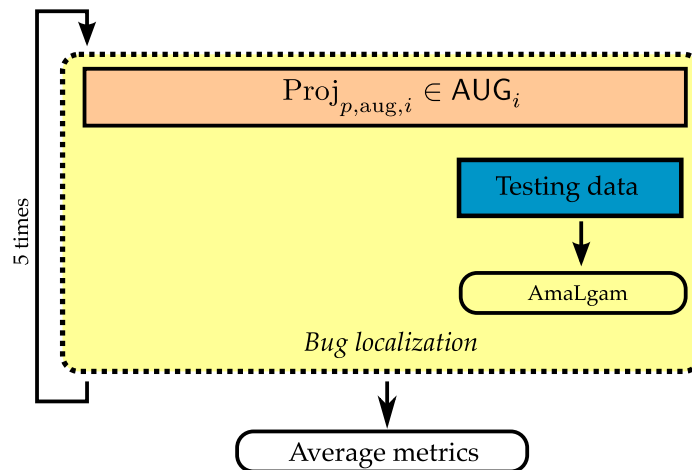 Proj_{p,aug,i} ∈ AUG_i
Testing data
5 times
AmaLgam
Bug localization
Average metrics